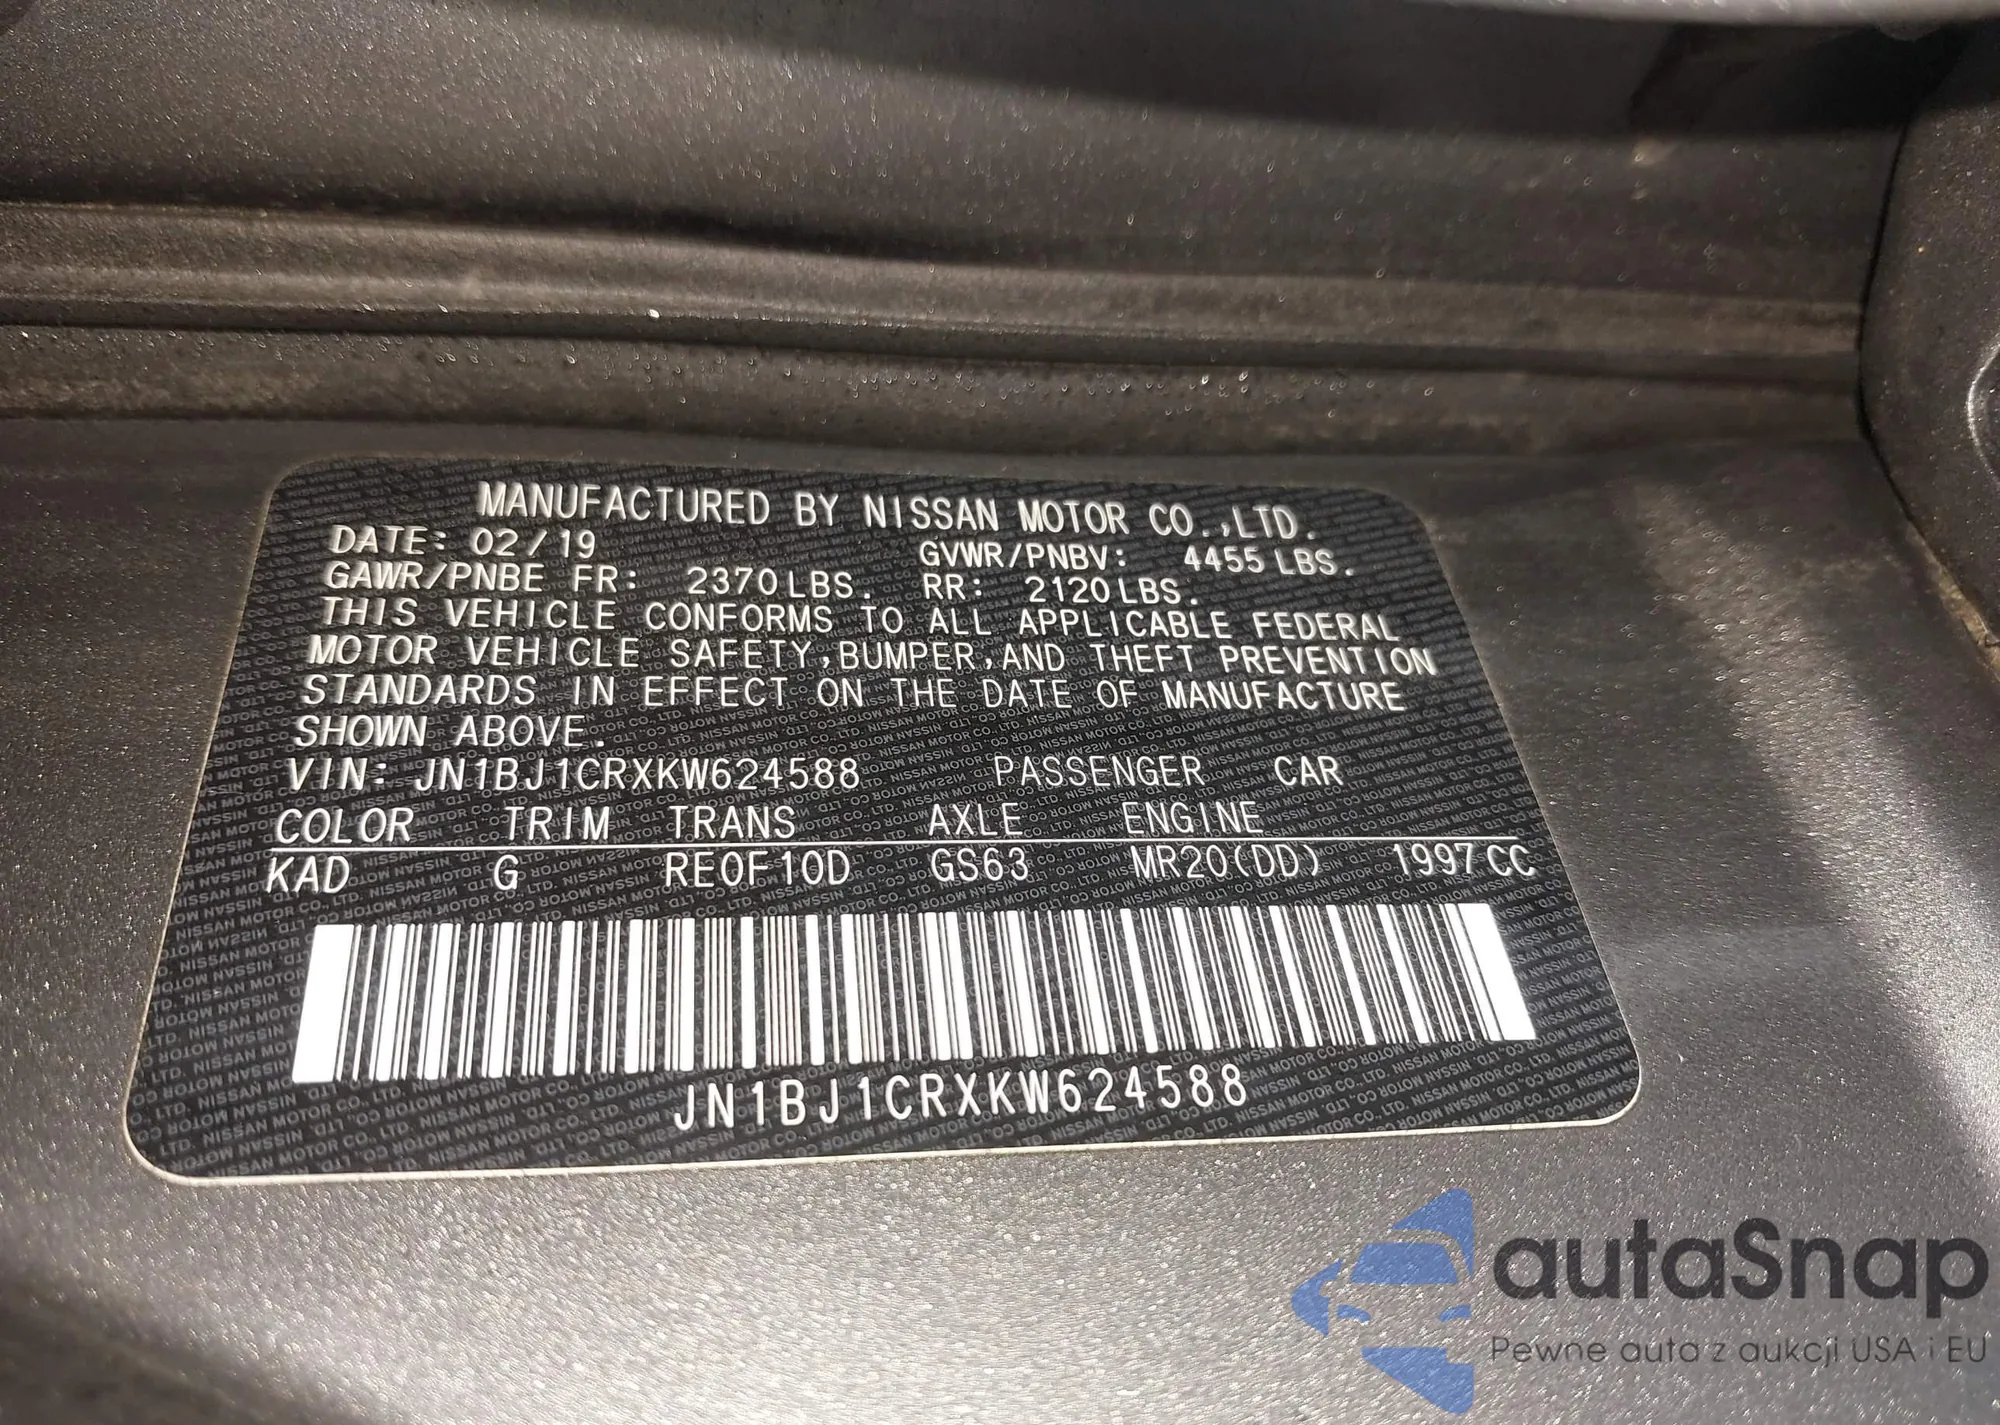 MANUFACTURED BY NISSAN MOTOR CO.,LTD.
DATE: 02/19 GVWR/PNBV: 4455 LBS.
GAWR/PNBE FR: 2370 LBS. RR: 2120 LBS.
THIS VEHICLE CONFORMS TO ALL APPLICABLE FEDERAL
MOTOR VEHICLE SAFETY,BUMPER,AND THEFT PREVENTION
STANDARDS IN EFFECT ON THE DATE OF MANUFACTURE
SHOWN ABOVE.
VIN: JN1BJ1CRXKW624588 PASSENGER CAR
COLOR TRIM TRANS AXLE ENGINE
KAD G RE0F10D GS63 MR20(DD) 1997 CC
JN1BJ1CRXKW624588
autaSnap
Pewne auta z aukcji USA i EU